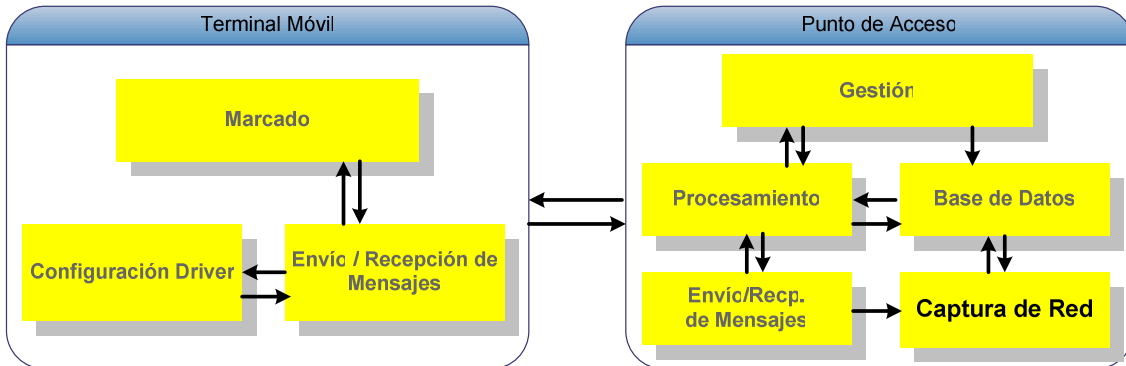 Terminal Móvil
Marcado
Configuración Driver
Envío / Recepción de
Mensajes
Punto de Acceso
Gestión
Procesamiento
Base de Datos
Envío/Recp.
de Mensajes
Captura de Red